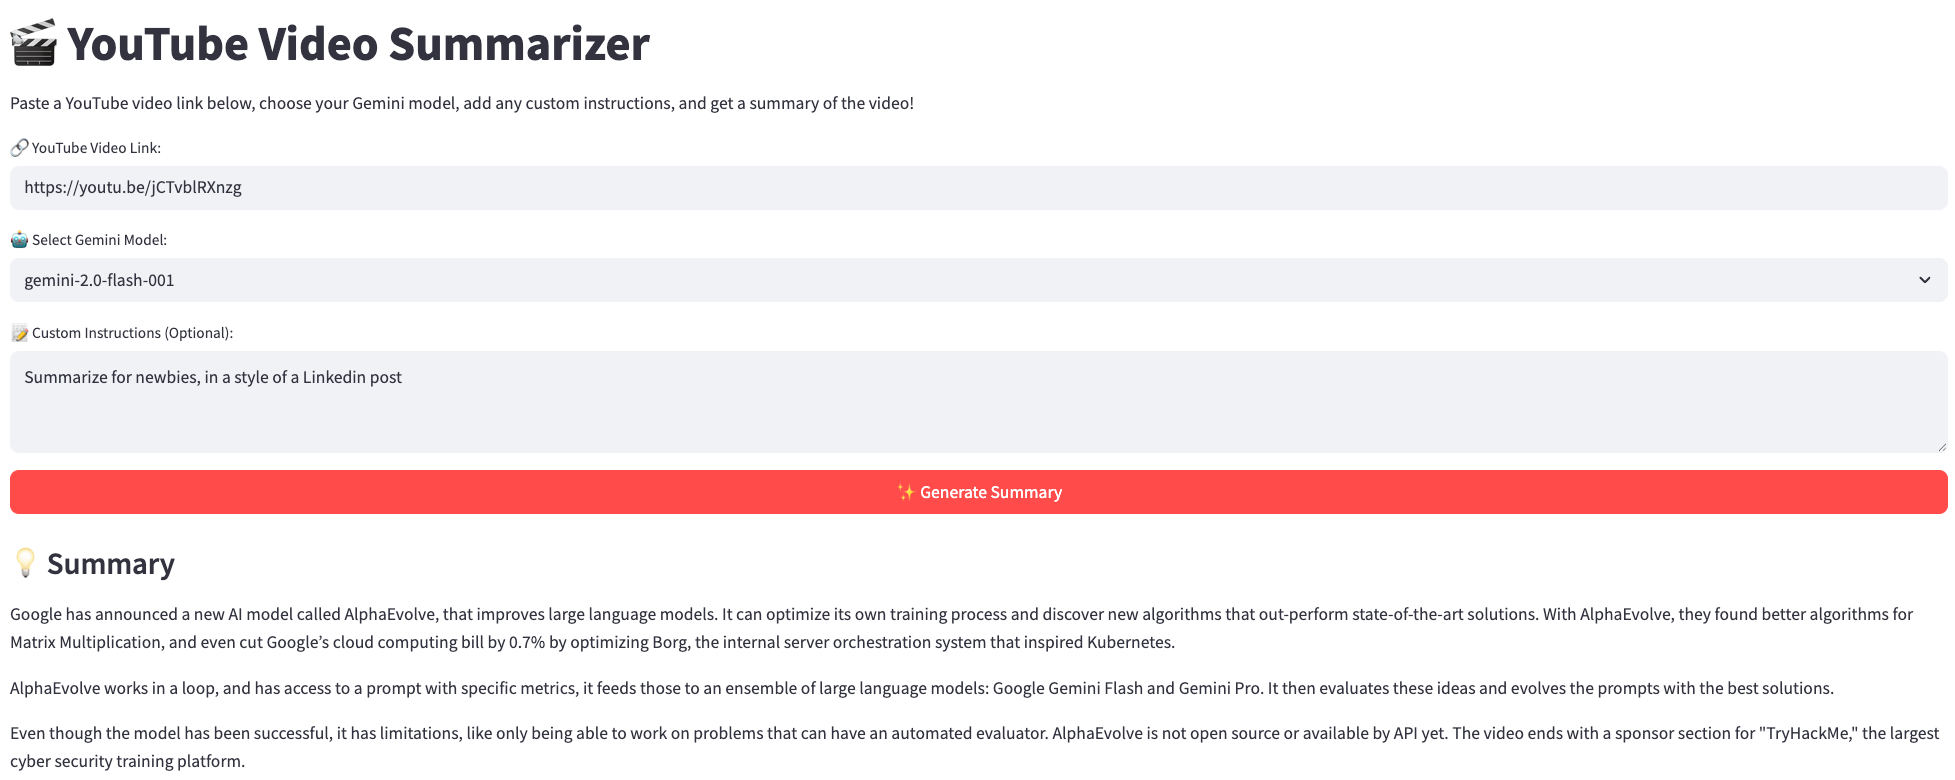 🎬 YouTube Video Summarizer
Paste a YouTube video link below, choose your Gemini model, add any custom instructions, and get a summary of the video!
🔗 YouTube Video Link:
https://youtu.be/jCTvblRXnzg
🤖 Select Gemini Model:
gemini-2.0-flash-001
📝 Custom Instructions (Optional):
Summarize for newbies, in a style of a Linkedin post
✨ Generate Summary
💡 Summary
Google has announced a new AI model called AlphaEvolve, that improves large language models. It can optimize its own training process and discover new algorithms that out-perform state-of-the-art solutions. With AlphaEvolve, they found better algorithms for
Matrix Multiplication, and even cut Google’s cloud computing bill by 0.7% by optimizing Borg, the internal server orchestration system that inspired Kubernetes.
AlphaEvolve works in a loop, and has access to a prompt with specific metrics, it feeds those to an ensemble of large language models: Google Gemini Flash and Gemini Pro. It then evaluates these ideas and evolves the prompts with the best solutions.
Even though the model has been successful, it has limitations, like only being able to work on problems that can have an automated evaluator. AlphaEvolve is not open source or available by API yet. The video ends with a sponsor section for "TryHackMe," the largest
cyber security training platform.